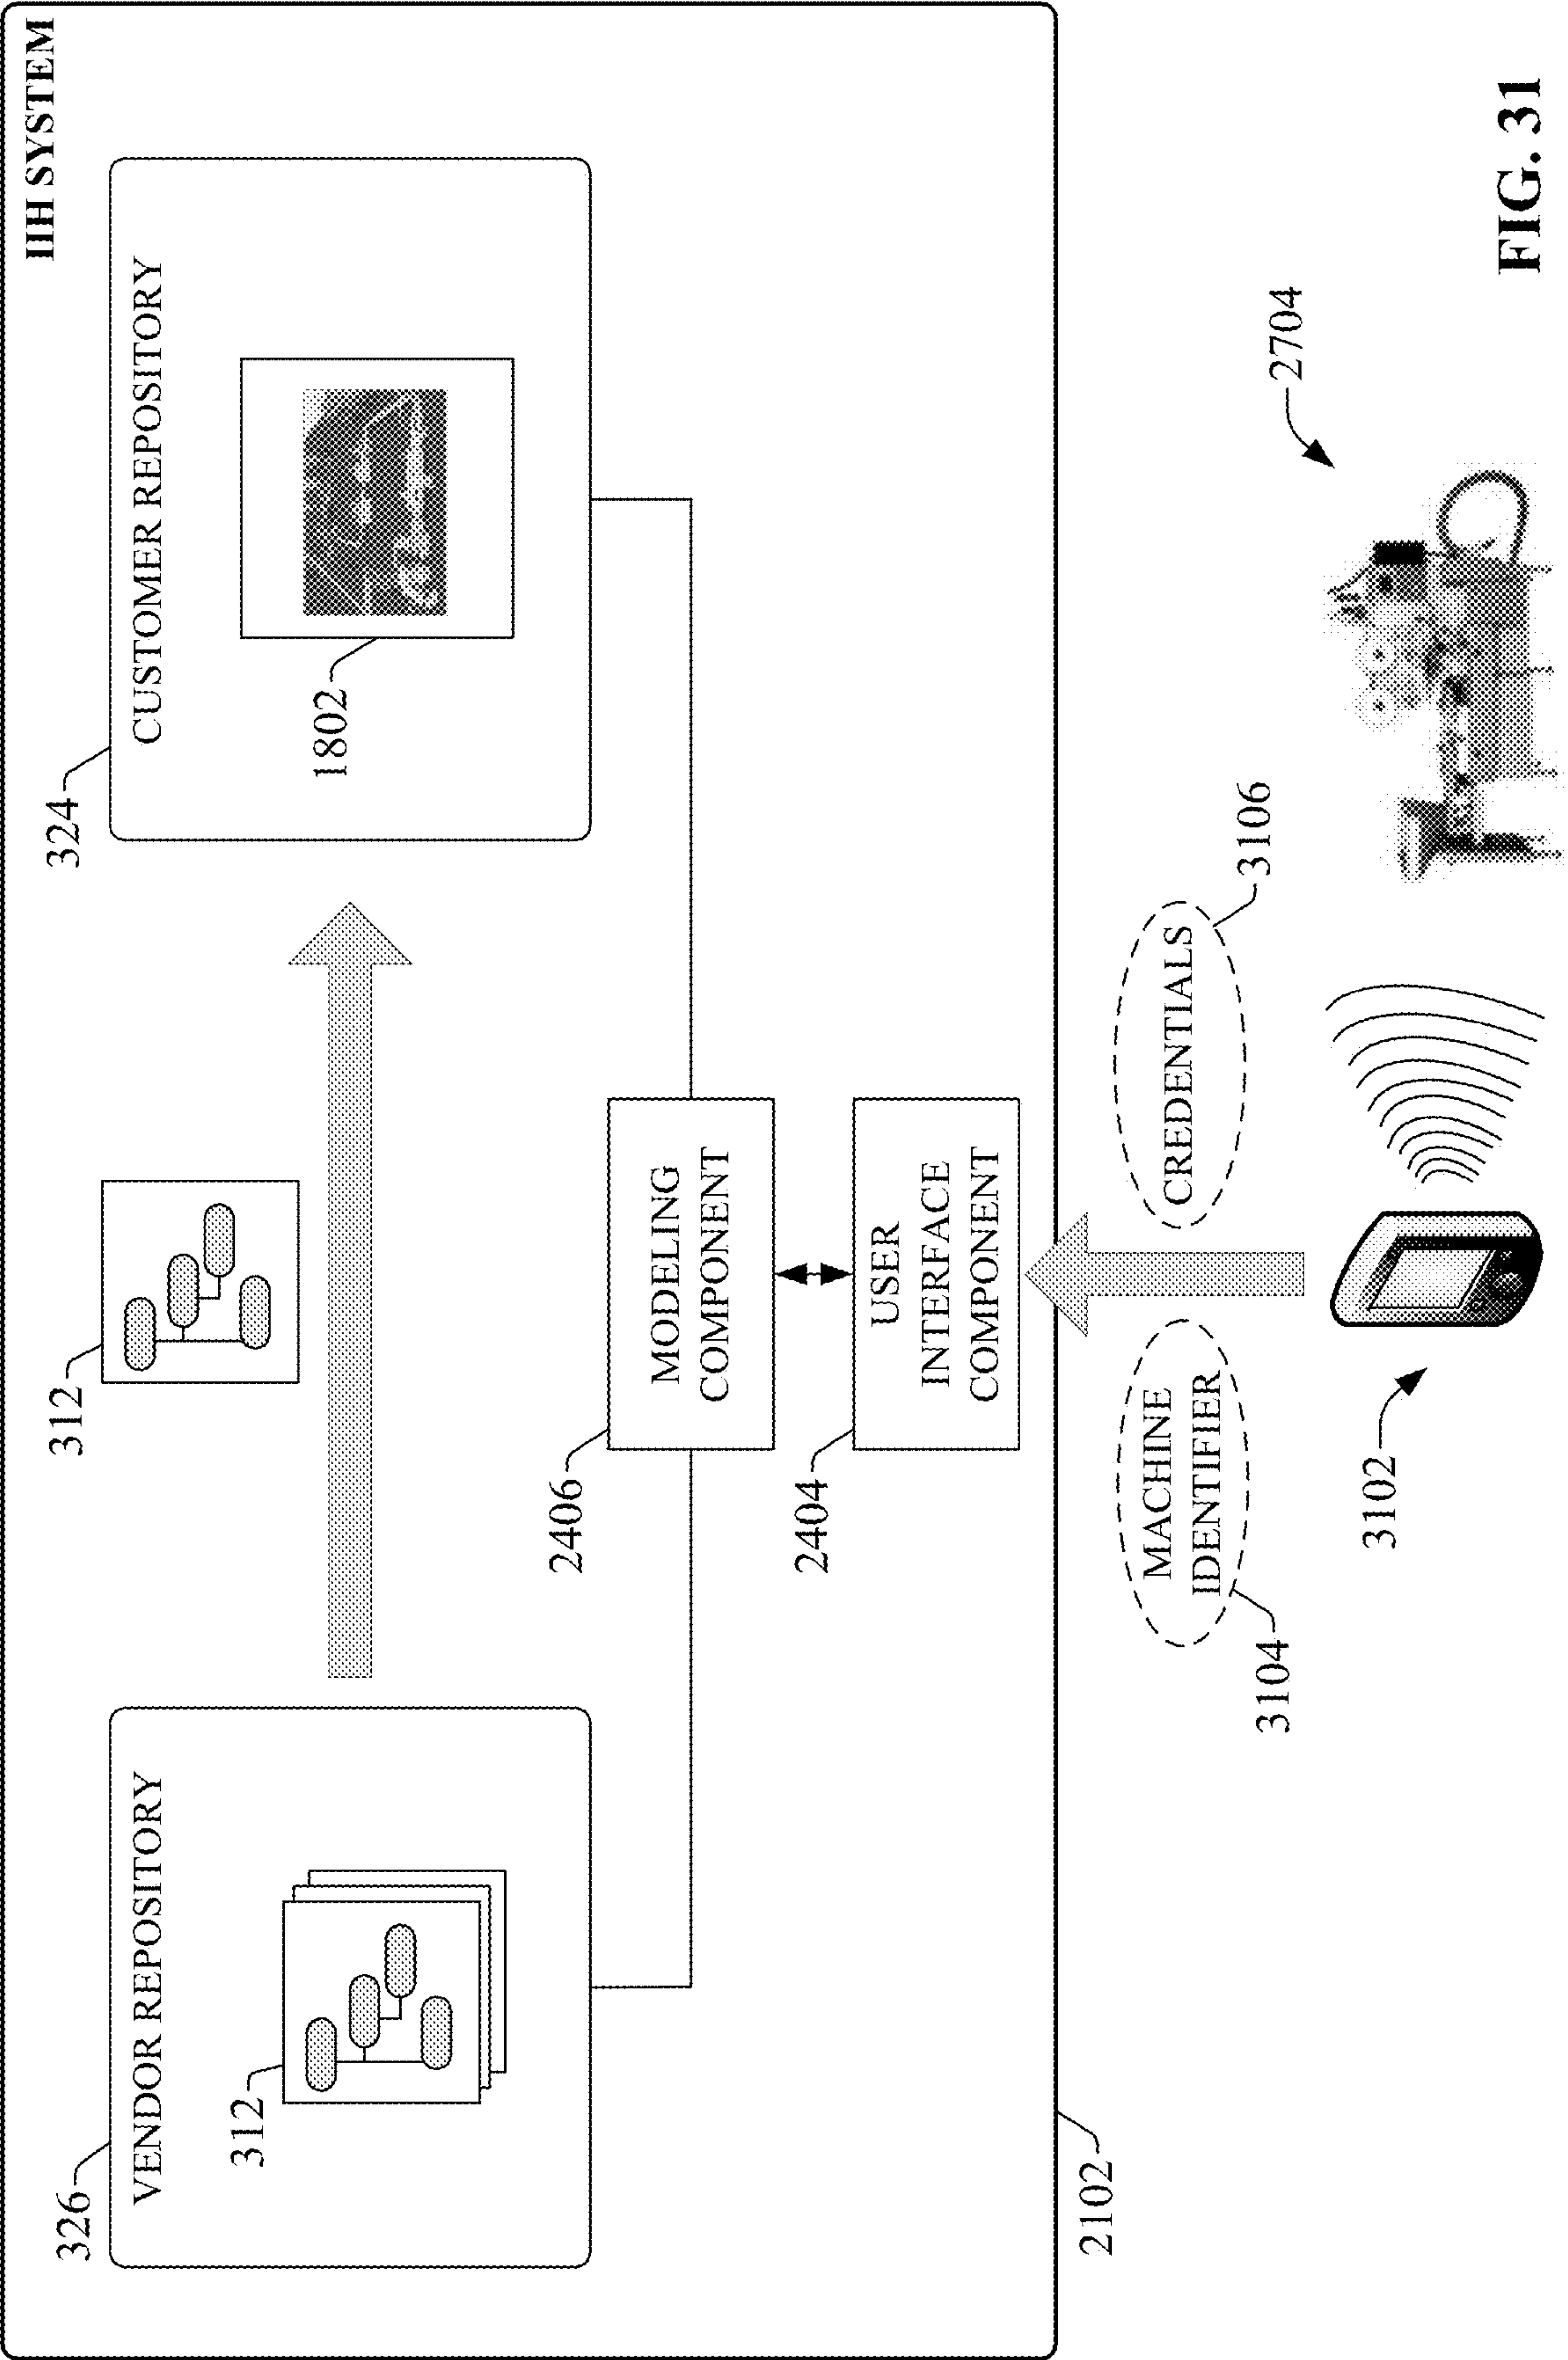 IIH SYSTEM
326
VENDOR REPOSITORY
312
312
324
CUSTOMER REPOSITORY
1802
2406
MODELING
COMPONENT
2404
USER
INTERFACE
COMPONENT
2102
3104
MACHINE
IDENTIFIER
CREDENTIALS
3106
3102
2704
FIG. 31